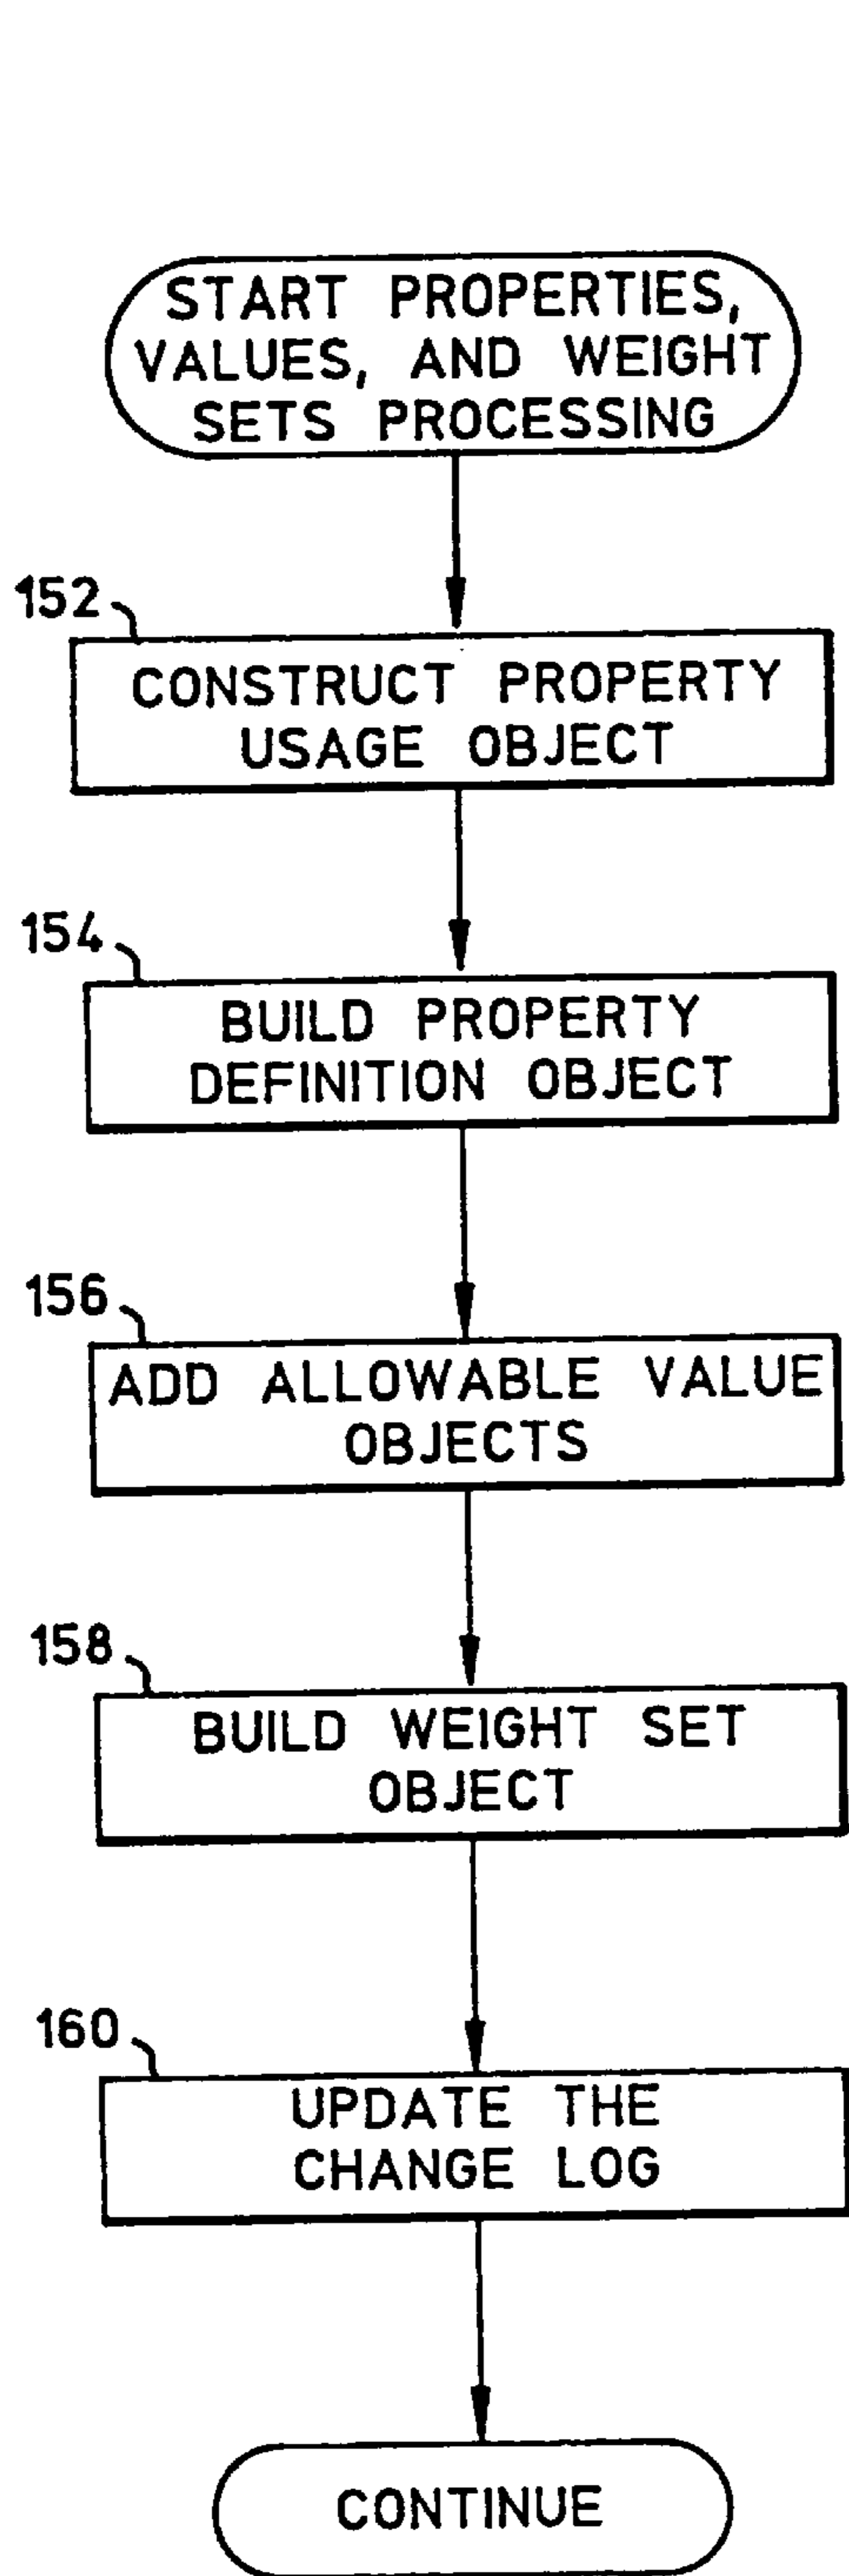 START PROPERTIES,
VALUES, AND WEIGHT
SETS PROCESSING
152
CONSTRUCT PROPERTY
USAGE OBJECT
154
BUILD PROPERTY
DEFINITION OBJECT
156
ADD ALLOWABLE VALUE
OBJECTS
158
BUILD WEIGHT SET
OBJECT
160
UPDATE THE
CHANGE LOG
CONTINUE